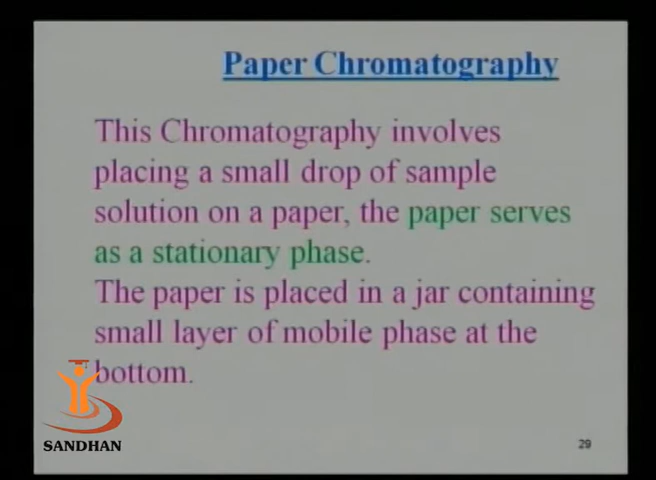 Paper Chromatography
This Chromatography involves
placing a small drop of sample
solution on a paper, the paper serves
as a stationary phase.
The paper is placed in a jar containing
small layer of mobile phase at the
bottom.
SANDHAN
29